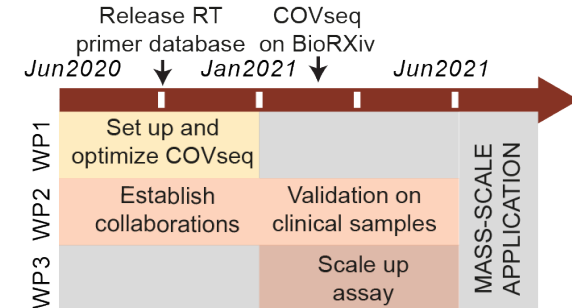 Release RT
primer database
COVseq
on BioRXiv
Jun2020
Jan2021
Jun2021
WP1
Set up and
optimize COVseq
WP2
Establish
collaborations
Validation on
clinical samples
WP3
Scale up
assay
MASS-SCALE
APPLICATION